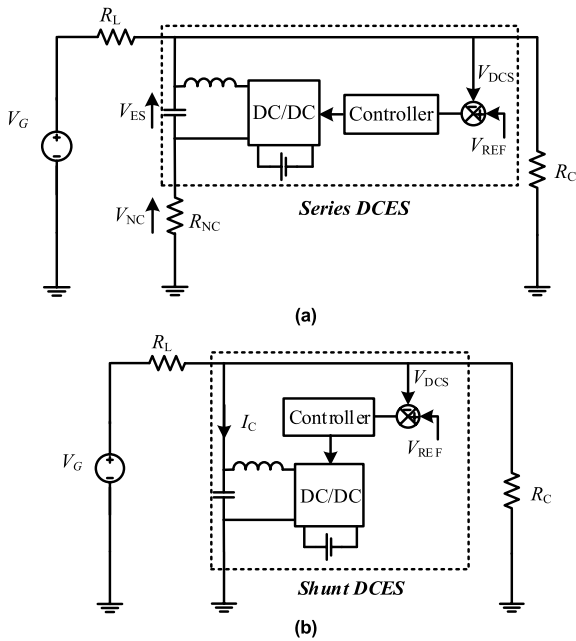 R_L
V_G
V_ES
DC/DC
Controller
V_DCS
V_REF
R_C
V_NC
R_NC
Series DCES
(a)
R_L
V_G
I_C
Controller
V_DCS
V_REF
DC/DC
R_C
Shunt DCES
(b)